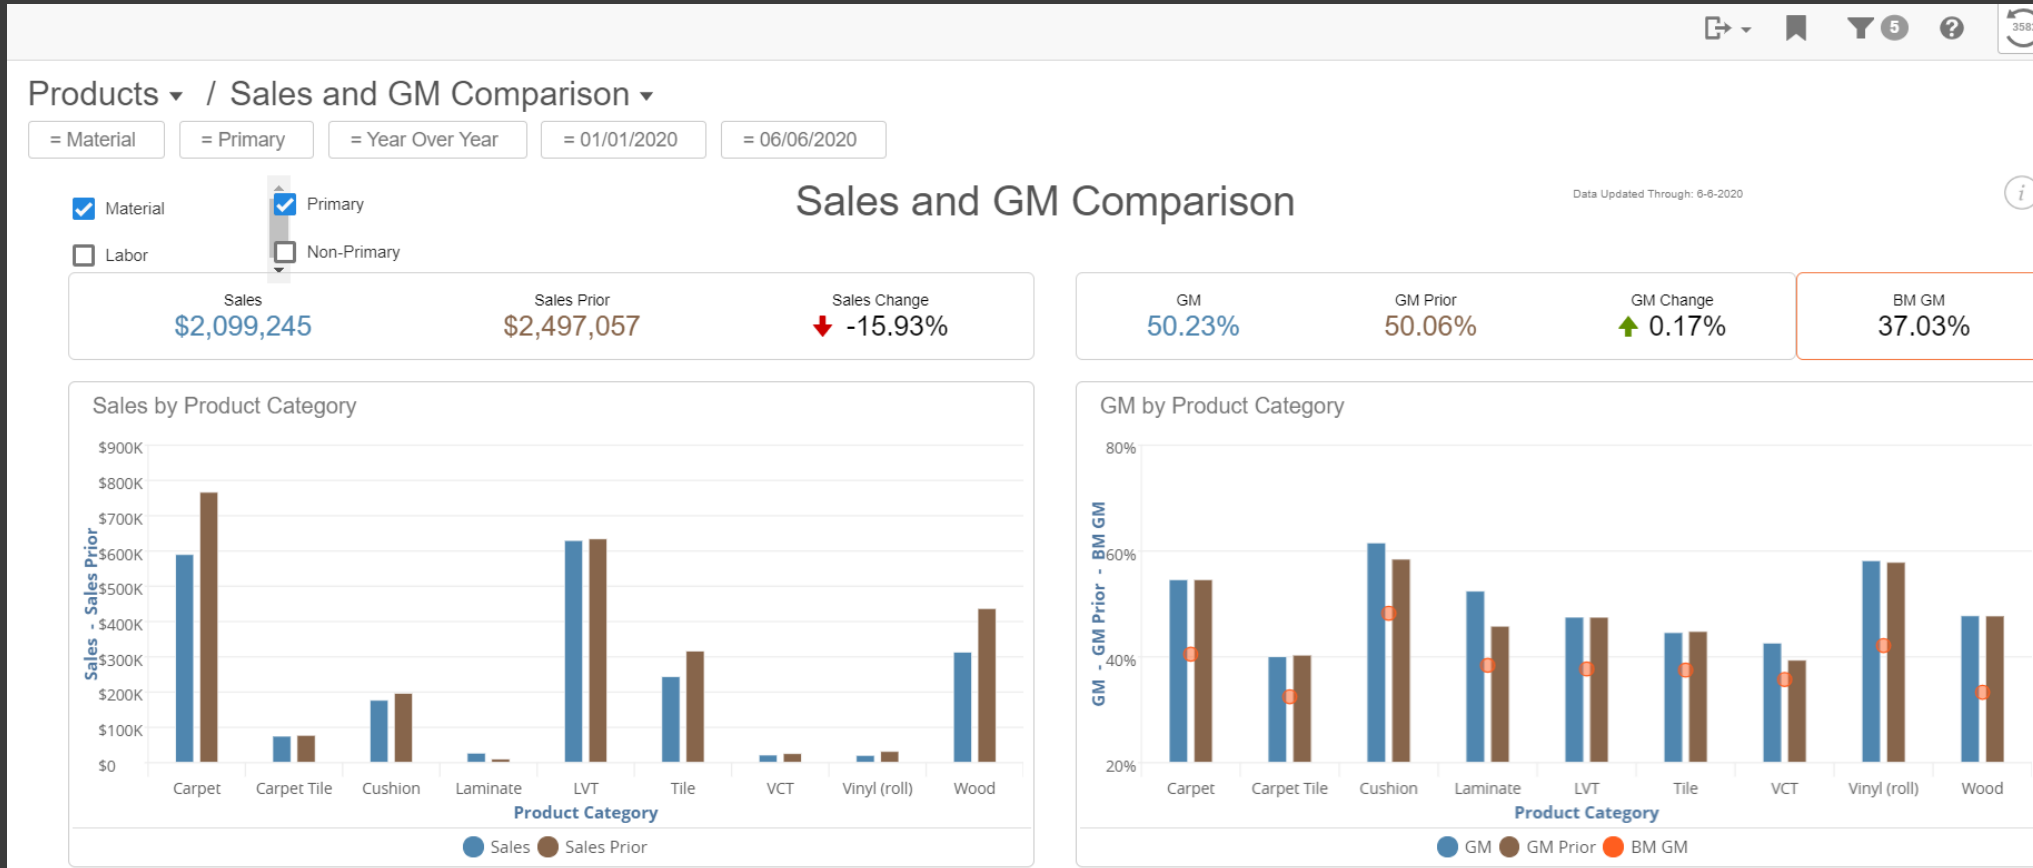 5
358
Products / Sales and GM Comparison
= Material = Primary = Year Over Year = 01/01/2020 = 06/06/2020
Material
Primary
Labor
Non-Primary
Sales and GM Comparison
Data Updated Through: 6-6-2020
Sales Sales Prior Sales Change
$2,099,245 $2,497,057 -15.93%
GM GM Prior GM Change BM GM
50.23% 50.06% 0.17% 37.03%
Sales by Product Category
Sales - Sales Prior
$900K
$800K
$700K
$600K
$500K
$400K
$300K
$200K
$100K
$0
Carpet Carpet Tile Cushion Laminate LVT Tile VCT Vinyl (roll) Wood
Product Category
Sales Sales Prior
GM by Product Category
GM - GM Prior - BM GM
80%
60%
40%
20%
Carpet Carpet Tile Cushion Laminate LVT Tile VCT Vinyl (roll) Wood
Product Category
GM GM Prior BM GM